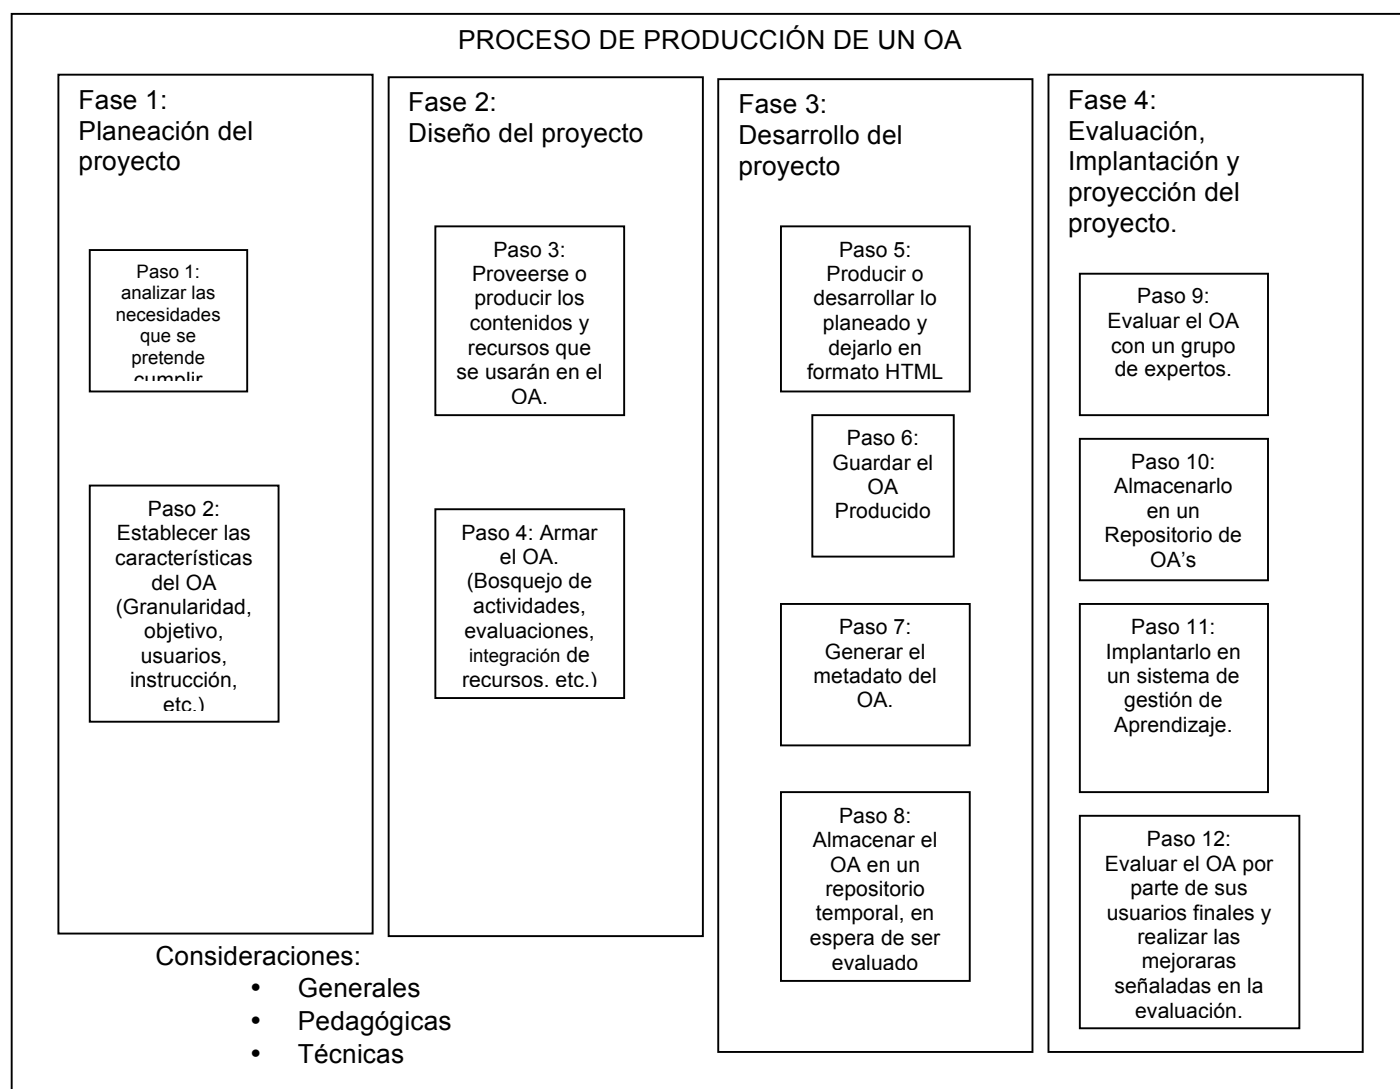 PROCESO DE PRODUCCIÓN DE UN OA
Fase 1:
Planeación del
proyecto
Paso 1:
analizar las
necesidades
que se
pretende
cumplir
Paso 2:
Establecer las
características
del OA
(Granularidad,
objetivo,
usuarios,
instrucción,
etc.)
Fase 2:
Diseño del proyecto
Paso 3:
Proveerse o
producir los
contenidos y
recursos que
se usarán en el
OA.
Paso 4: Armar
el OA.
(Bosquejo de
actividades,
evaluaciones,
integración de
recursos. etc.)
Fase 3:
Desarrollo del
proyecto
Paso 5:
Producir o
desarrollar lo
planeado y
dejarlo en
formato HTML
Paso 6:
Guardar el
OA
Producido
Paso 7:
Generar el
metadato del
OA.
Paso 8:
Almacenar el
OA en un
repositorio
temporal, en
espera de ser
evaluado
Fase 4:
Evaluación,
Implantación y
proyección del
proyecto.
Paso 9:
Evaluar el OA
con un grupo
de expertos.
Paso 10:
Almacenarlo
en un
Repositorio de
OA’s
Paso 11:
Implantarlo en
un sistema de
gestión de
Aprendizaje.
Paso 12:
Evaluar el OA por
parte de sus
usuarios finales y
realizar las
mejoraras
señaladas en la
evaluación.
Consideraciones:
• Generales
• Pedagógicas
• Técnicas